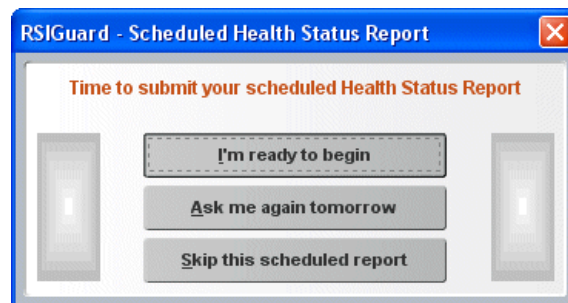 RSIGuard - Scheduled Health Status Report
Time to submit your scheduled Health Status Report
I'm ready to begin
Ask me again tomorrow
Skip this scheduled report